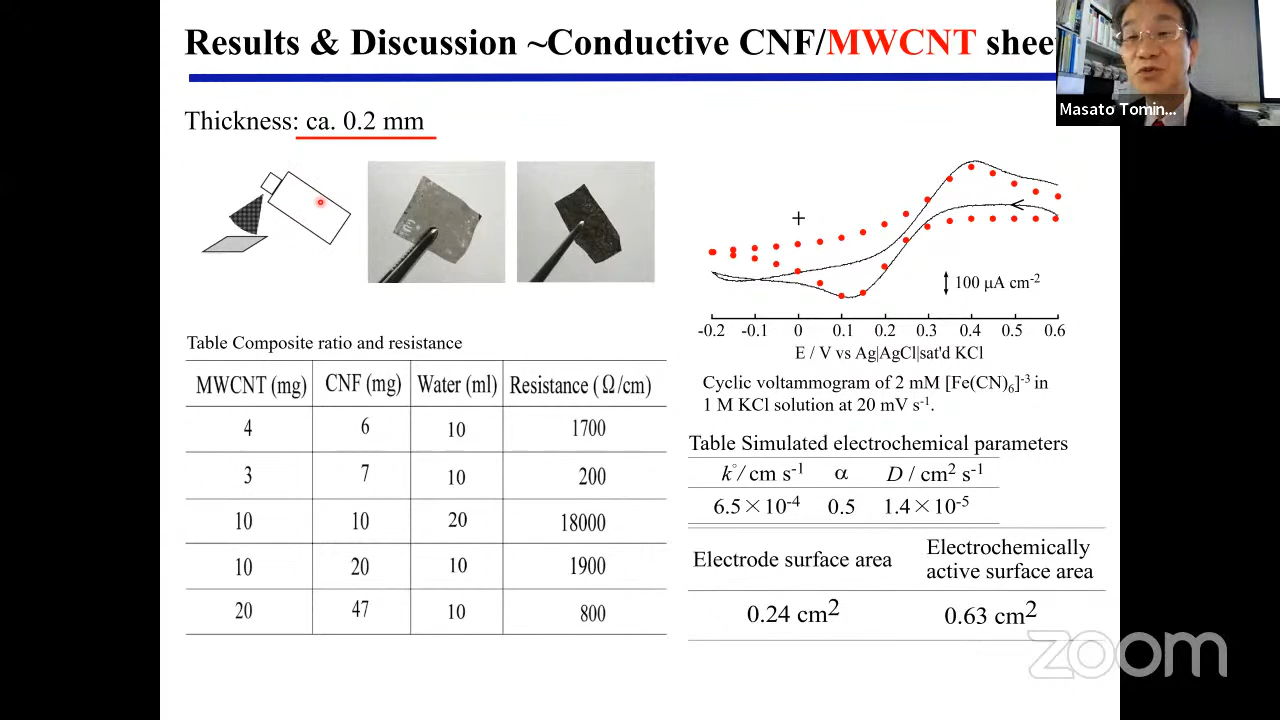 Results & Discussion ~Conductive CNF/MWCNT
Masato Tomin...
Thickness: ca. 0.2 mm
+
100 μA cm-2
-0.2 -0.1 0 0.1 0.2 0.3 0.4 0.5 0.6
E / V vs Ag|AgCl|sat'd KCl
Cyclic voltammogram of 2 mM [Fe(CN)6]-3 in
1 M KCl solution at 20 mV s-1.
Table Composite ratio and resistance
MWCNT (mg) CNF (mg) Water (ml) Resistance (Ω/cm)
4 6 10 1700
3 7 10 200
10 10 20 18000
10 20 10 1900
20 47 10 800
Table Simulated electrochemical parameters
k°/ cm s-1 α D / cm2 s-1
6.5×10-4 0.5 1.4×10-5
Electrode surface area Electrochemically
active surface area
0.24 cm2 0.63 cm2
zoom